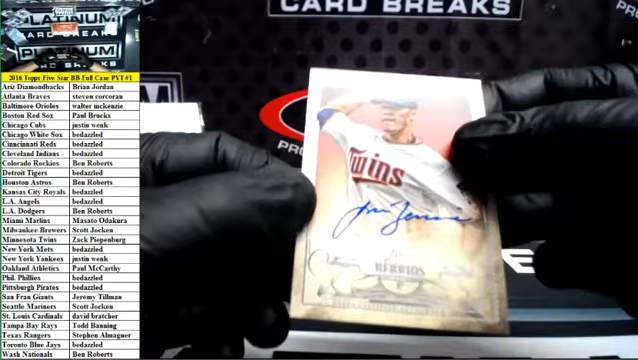 CARD BREAKS
PLATINUM
CARD BREAKS
PLATINUM
2016 Topps Five Star BB Full Case PYT #1
Ariz Diamondbacks Brian Jordan
Atlanta Braves steven corcoran
Baltimore Orioles walter mckenzie
Boston Red Sox Paul Brucks
Chicago Cubs justin wenk
Chicago White Sox bedazzled
Cinncinnati Reds bedazzled
Cleveland Indians bedazzled
Colorado Rockies Ben Roberts
Detroit Tigers bedazzled
Houston Astros Ben Roberts
Kansas City Royals bedazzled
L.A. Angels bedazzled
L.A. Dodgers Ben Roberts
Miami Marlins Masato Odakura
Milwaukee Brewers Scott Jocken
Minnesota Twins Zack Piepenburg
New York Mets bedazzled
New York Yankees justin wenk
Oakland Athletics Paul McCarthy
Phil. Phillies bedazzled
Pittsburgh Pirates bedazzled
San Fran Giants Jeremy Tillman
Seattle Mariners Scott Jocken
St. Louis Cardinals david bratcher
Tampa Bay Rays Todd Banning
Texas Rangers Stephen Almagner
Toronto Blue Jays bedazzled
Wash Nationals Ben Roberts
Twins
BERRIOS